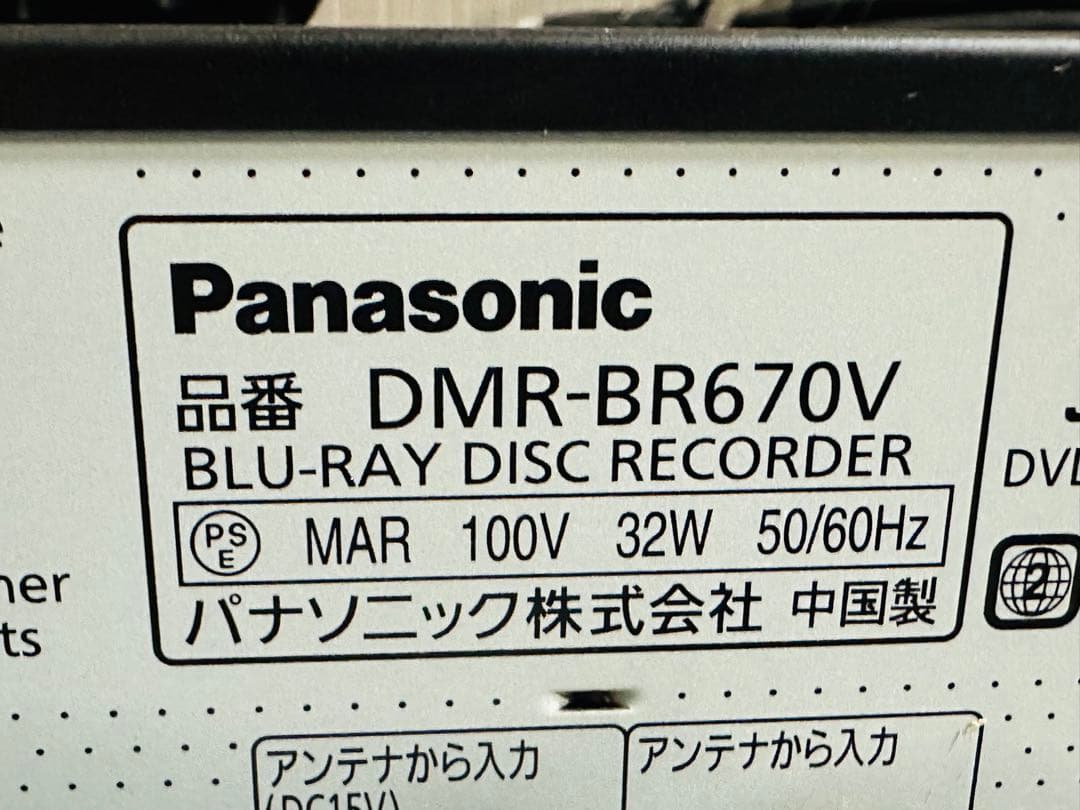 Panasonic
品番 DMR-BR670V
BLU-RAY DISC RECORDER
PSE MAR 100V 32W 50/60Hz
パナソニック株式会社 中国製
ts
2
アンテナから入力
(DC15V)
アンテナから入力